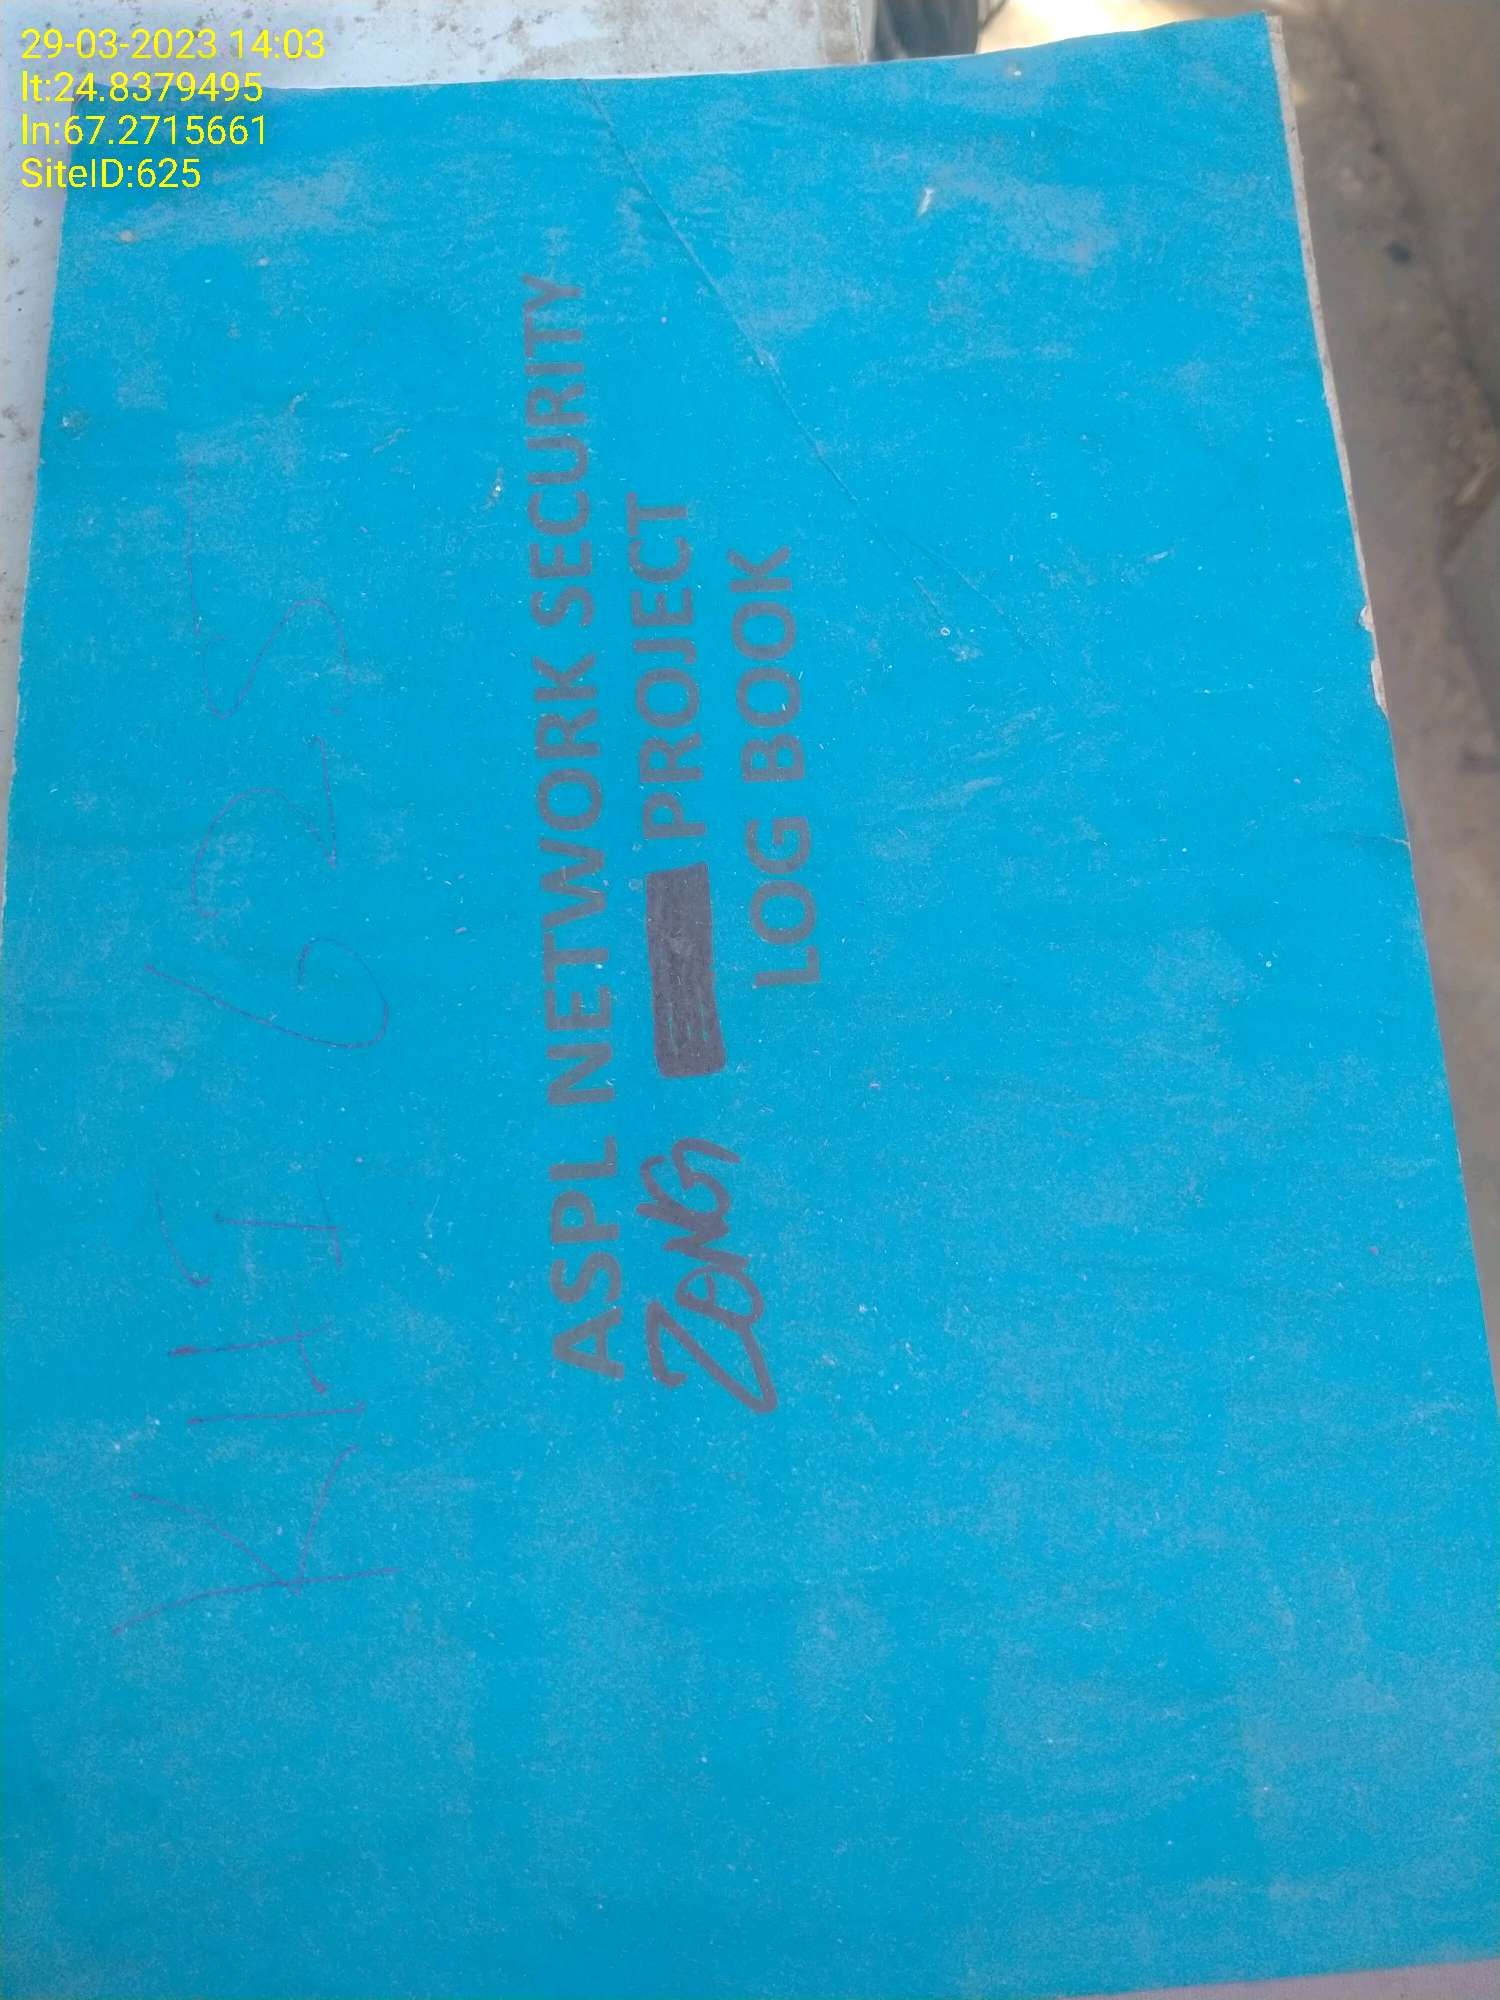 29-03-2023 14:03
lt:24.8379495
ln:67.2715661
SiteID:625
KHI 625
ASPL NETWORK SECURITY
ZONG PROJECT
LOG BOOK